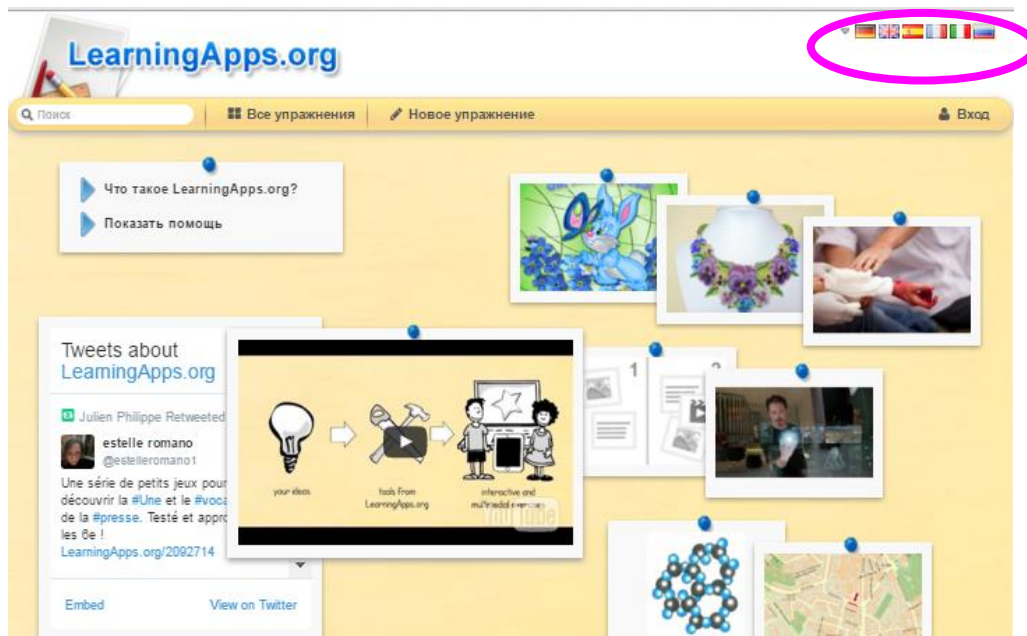 LearningApps.org
Поиск
Все упражнения
Новое упражнение
Вход
Что такое LearningApps.org?
Показать помощь
Tweets about
LearningApps.org
Julien Philippe Retweeted
estelle romano
@estelleromano1
Une série de petits jeux pour
découvrir la #Une et le #voca
de la #presse. Testé et appro
les 6e !
LearningApps.org/2092714
Embed
View on Twitter
your ideas
tools from
LearningApps.org
interactive and
multimedial exercises
YouTube
1
2